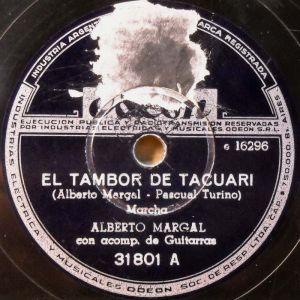 INDUSTRIA ARGENTINA
MARCA REGISTRADA
EJECUCION PUBLICA Y RADIOTRANSMISION RESERVADAS
POR INDUSTRIAS ELECTRICAS Y MUSICALES ODEON S.R.L.
e 16296
EL TAMBOR DE TACUARI
(Alberto Margal - Pascual Turino)
Marcha
ALBERTO MARGAL
con acomp. de Guitarras
31801 A
INDUSTRIAS ELECTRICAS Y MUSICALES ODEON SOC. DE RESP. LTDA. CAP. $750.000